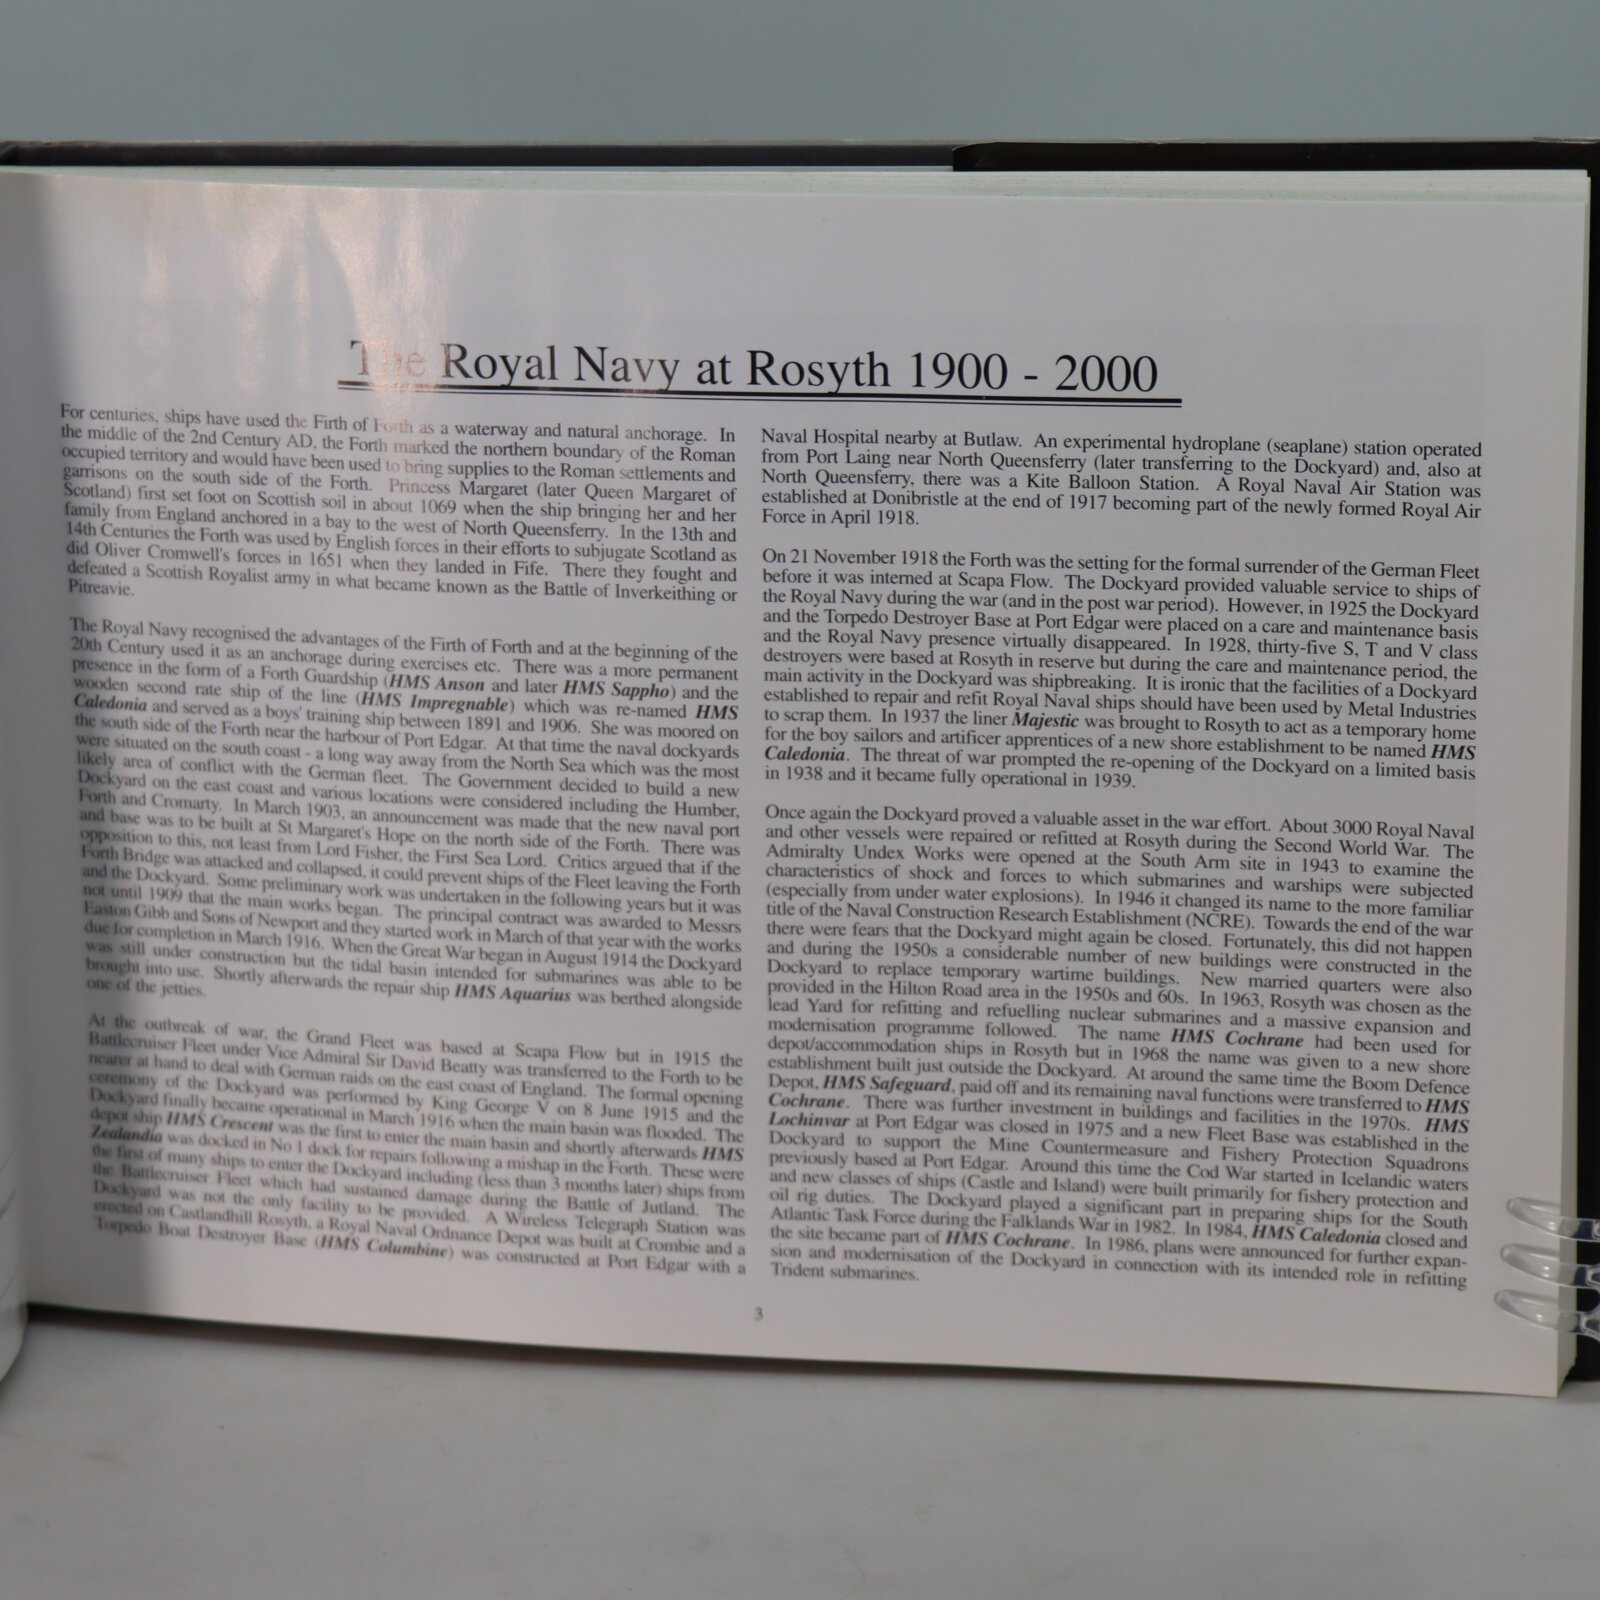 The Royal Navy at Rosyth 1900 - 2000
For centuries, ships have used the Firth of Forth as a waterway and natural anchorage. In
the middle of the 2nd Century AD, the Forth marked the northern boundary of the Roman
occupied territory and would have been used to bring supplies to the Roman settlements and
garrisons on the south side of the Forth. Princess Margaret (later Queen Margaret of
Scotland) first set foot on Scottish soil in about 1069 when the ship bringing her and her
family from England anchored in a bay to the west of North Queensferry. In the 13th and
14th Centuries the Forth was used by English forces in their efforts to subjugate Scotland as
did Oliver Cromwell's forces in 1651 when they landed in Fife. There they fought and
defeated a Scottish Royalist army in what became known as the Battle of Inverkeithing or
Pitreavie.
The Royal Navy recognised the advantages of the Firth of Forth and at the beginning of the
20th Century used it as an anchorage during exercises etc. There was a more permanent
presence in the form of a Forth Guardship (HMS Anson and later HMS Sappho) and the
wooden second rate ship of the line (HMS Impregnable) which was re-named HMS
Caledonia and served as a boys' training ship between 1891 and 1906. She was moored on
the south side of the Forth near the harbour of Port Edgar. At that time the naval dockyards
were situated on the south coast - a long way away from the North Sea which was the most
likely area of conflict with the German fleet. The Government decided to build a new
Dockyard on the east coast and various locations were considered including the Humber,
Forth and Cromarty. In March 1903, an announcement was made that the new naval port
and base was to be built at St Margaret's Hope on the north side of the Forth. There was
opposition to this, not least from Lord Fisher, the First Sea Lord. Critics argued that if the
Forth Bridge was attacked and collapsed, it could prevent ships of the Fleet leaving the Forth
and the Dockyard. Some preliminary work was undertaken in the following years but it was
not until 1909 that the main works began. The principal contract was awarded to Messrs
Easton Gibb and Sons of Newport and they started work in March of that year with the works
due for completion in March 1916. When the Great War began in August 1914 the Dockyard
was still under construction but the tidal basin intended for submarines was able to be
brought into use. Shortly afterwards the repair ship HMS Aquarius was berthed alongside
one of the jetties.
At the outbreak of war, the Grand Fleet was based at Scapa Flow but in 1915 the
Battlecruiser Fleet under Vice Admiral Sir David Beatty was transferred to the Forth to be
nearer at hand to deal with German raids on the east coast of England. The formal opening
ceremony of the Dockyard was performed by King George V on 8 June 1915 and the
Dockyard finally became operational in March 1916 when the main basin was flooded. The
depot ship HMS Crescent was the first to enter the main basin and shortly afterwards HMS
Zealandia was docked in No 1 dock for repairs following a mishap in the Forth. These were
the first of many ships to enter the Dockyard including (less than 3 months later) ships from
the Battlecruiser Fleet which had sustained damage during the Battle of Jutland. The
Dockyard was not the only facility to be provided. A Wireless Telegraph Station was
erected on Castlandhill Rosyth, a Royal Naval Ordnance Depot was built at Crombie and a
Torpedo Boat Destroyer Base (HMS Columbine) was constructed at Port Edgar with a
Naval Hospital nearby at Butlaw. An experimental hydroplane (seaplane) station operated
from Port Laing near North Queensferry (later transferring to the Dockyard) and, also at
North Queensferry, there was a Kite Balloon Station. A Royal Naval Air Station was
established at Donibristle at the end of 1917 becoming part of the newly formed Royal Air
Force in April 1918.
On 21 November 1918 the Forth was the setting for the formal surrender of the German Fleet
before it was interned at Scapa Flow. The Dockyard provided valuable service to ships of
the Royal Navy during the war (and in the post war period). However, in 1925 the Dockyard
and the Torpedo Destroyer Base at Port Edgar were placed on a care and maintenance basis
and the Royal Navy presence virtually disappeared. In 1928, thirty-five S, T and V class
destroyers were based at Rosyth in reserve but during the care and maintenance period, the
main activity in the Dockyard was shipbreaking. It is ironic that the facilities of a Dockyard
established to repair and refit Royal Naval ships should have been used by Metal Industries
to scrap them. In 1937 the liner Majestic was brought to Rosyth to act as a temporary home
for the boy sailors and artificer apprentices of a new shore establishment to be named HMS
Caledonia. The threat of war prompted the re-opening of the Dockyard on a limited basis
in 1938 and it became fully operational in 1939.
Once again the Dockyard proved a valuable asset in the war effort. About 3000 Royal Naval
and other vessels were repaired or refitted at Rosyth during the Second World War. The
Admiralty Undex Works were opened at the South Arm site in 1943 to examine the
characteristics of shock and forces to which submarines and warships were subjected
(especially from under water explosions). In 1946 it changed its name to the more familiar
title of the Naval Construction Research Establishment (NCRE). Towards the end of the war
there were fears that the Dockyard might again be closed. Fortunately, this did not happen
and during the 1950s a considerable number of new buildings were constructed in the
Dockyard to replace temporary wartime buildings. New married quarters were also
provided in the Hilton Road area in the 1950s and 60s. In 1963, Rosyth was chosen as the
lead Yard for refitting and refuelling nuclear submarines and a massive expansion and
modernisation programme followed. The name HMS Cochrane had been used for
depot/accommodation ships in Rosyth but in 1968 the name was given to a new shore
establishment built just outside the Dockyard. At around the same time the Boom Defence
Depot, HMS Safeguard, paid off and its remaining naval functions were transferred to HMS
Cochrane. There was further investment in buildings and facilities in the 1970s. HMS
Lochinvar at Port Edgar was closed in 1975 and a new Fleet Base was established in the
Dockyard to support the Mine Countermeasure and Fishery Protection Squadrons
previously based at Port Edgar. Around this time the Cod War started in Icelandic waters
and new classes of ships (Castle and Island) were built primarily for fishery protection and
oil rig duties. The Dockyard played a significant part in preparing ships for the South
Atlantic Task Force during the Falklands War in 1982. In 1984, HMS Caledonia closed and
the site became part of HMS Cochrane. In 1986, plans were announced for further expan-
sion and modernisation of the Dockyard in connection with its intended role in refitting
Trident submarines.
3